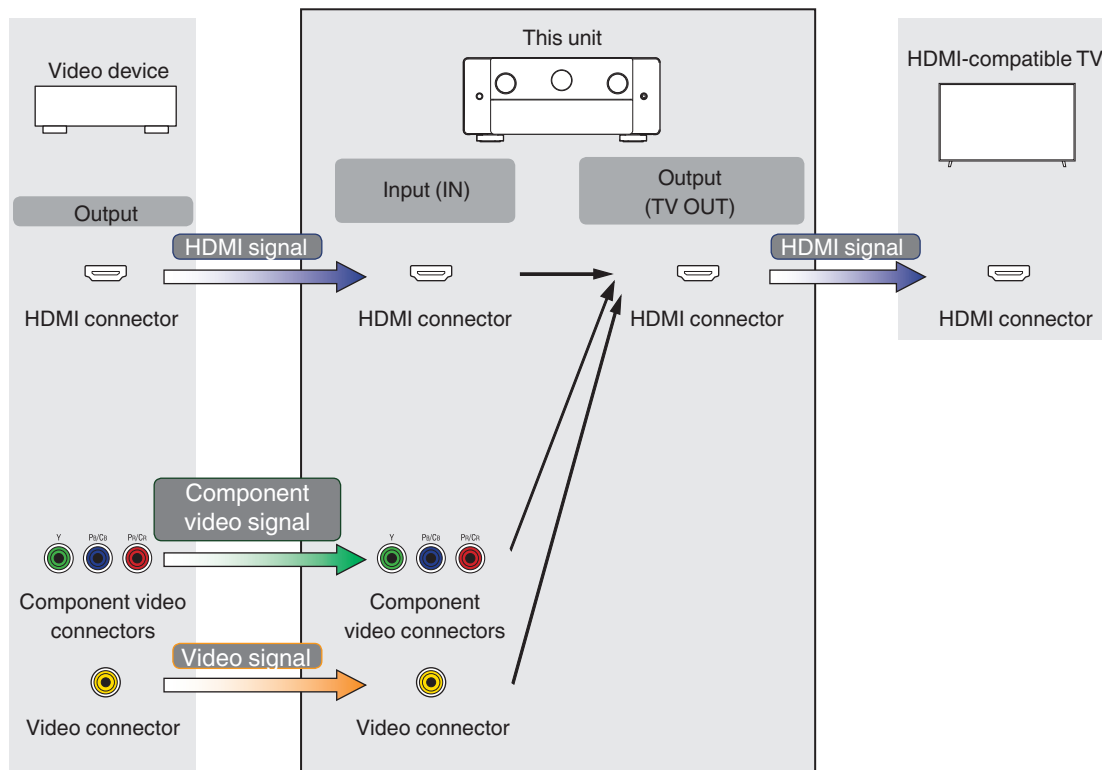 This unit
Video device
HDMI-compatible TV
Input (IN)
Output
(TV OUT)
Output
HDMI signal
HDMI signal
HDMI connector
HDMI connector
HDMI connector
HDMI connector
Component
video signal
Y PB/CB PR/CR
Y PB/CB PR/CR
Component video
connectors
Component
video connectors
Video signal
Video connector
Video connector